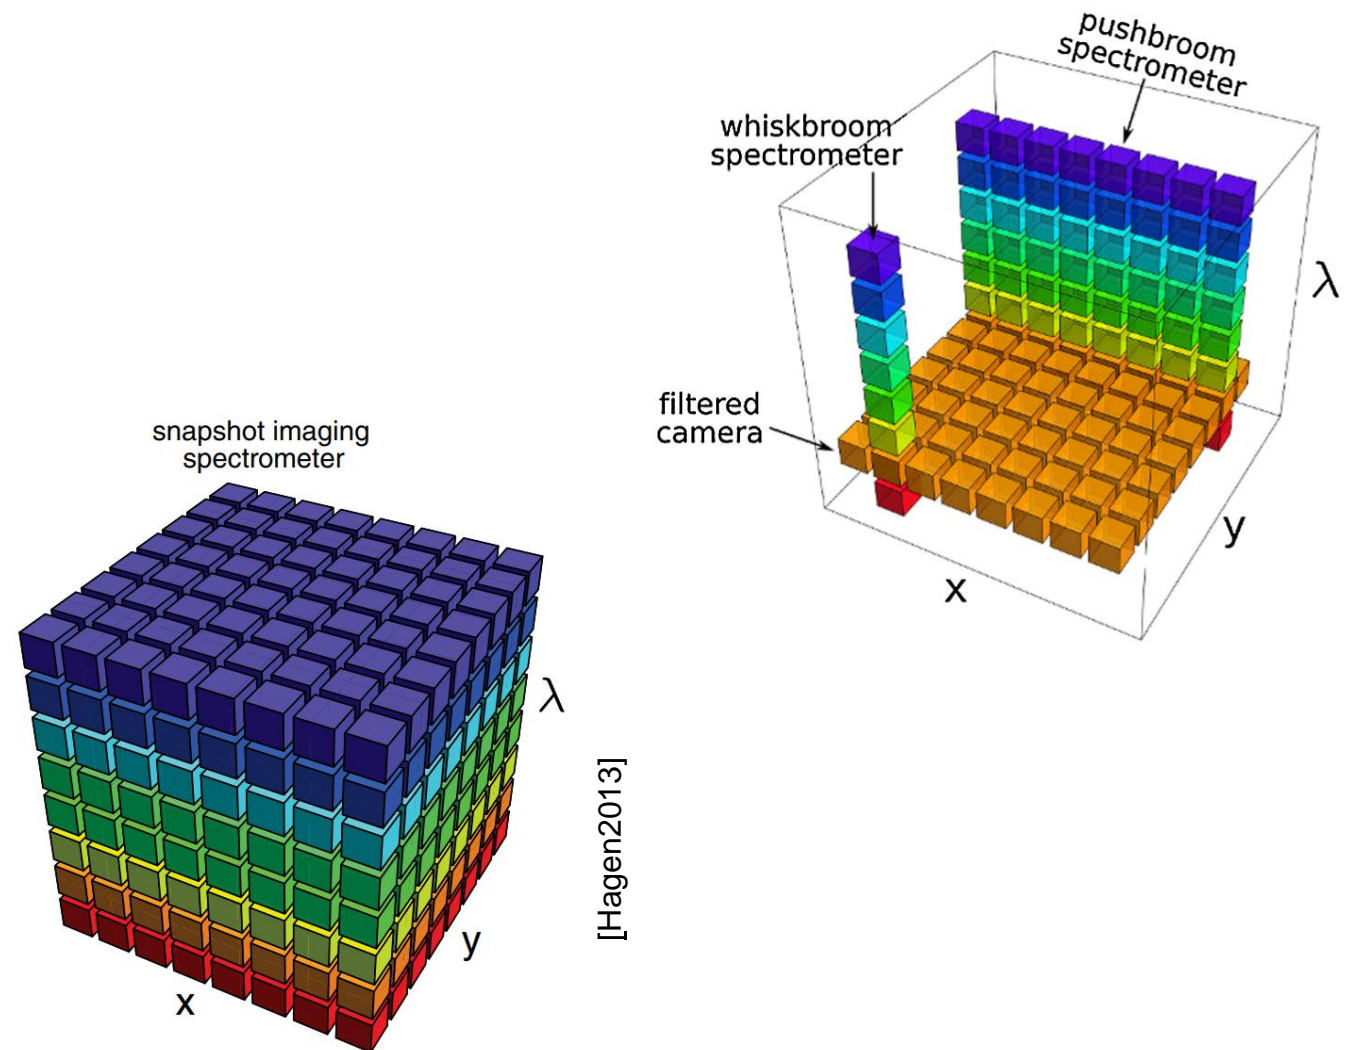 pushbroom
spectrometer
whiskbroom
spectrometer
λ
filtered
camera
y
x
snapshot imaging
spectrometer
λ
y
x
[Hagen2013]